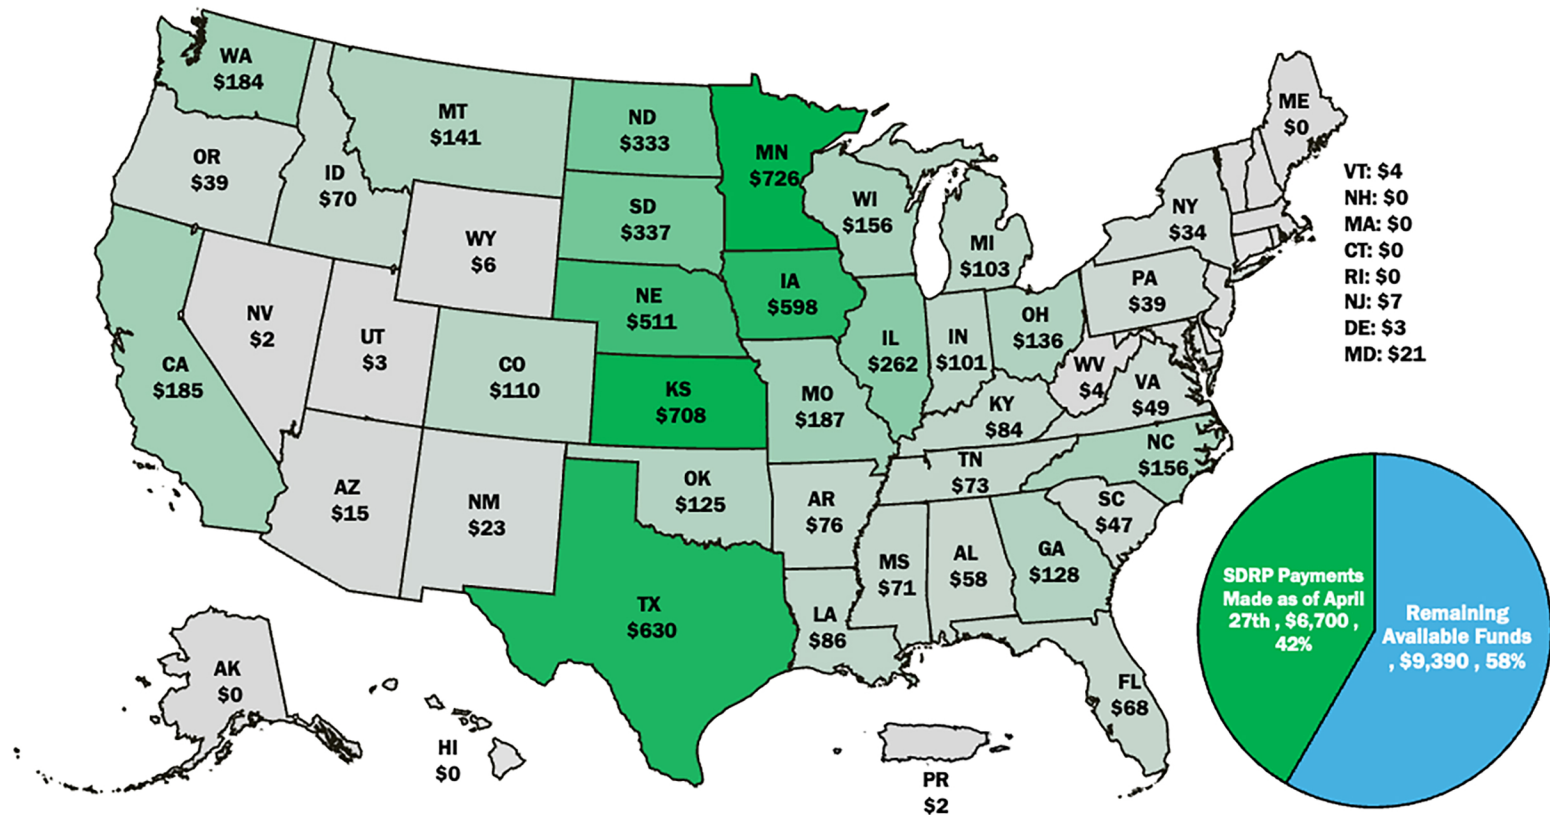 WA
$184
OR
$39
CA
$185
ID
$70
NV
$2
MT
$141
WY
$6
UT
$3
CO
$110
AZ
$15
NM
$23
ND
$333
SD
$337
NE
$511
KS
$708
OK
$125
TX
$630
MN
$726
IA
$598
MO
$187
AR
$76
LA
$86
WI
$156
IL
$262
MI
$103
IN
$101
OH
$136
KY
$84
TN
$73
MS
$71
AL
$58
GA
$128
FL
$68
SC
$47
NC
$156
VA
$49
WV
$4
PA
$39
NY
$34
ME
$0
VT: $4
NH: $0
MA: $0
CT: $0
RI: $0
NJ: $7
DE: $3
MD: $21
AK
$0
HI
$0
PR
$2
SDRP Payments
Made as of April
27th , $6,700 ,
42%
Remaining
Available Funds
, $9,390 , 58%